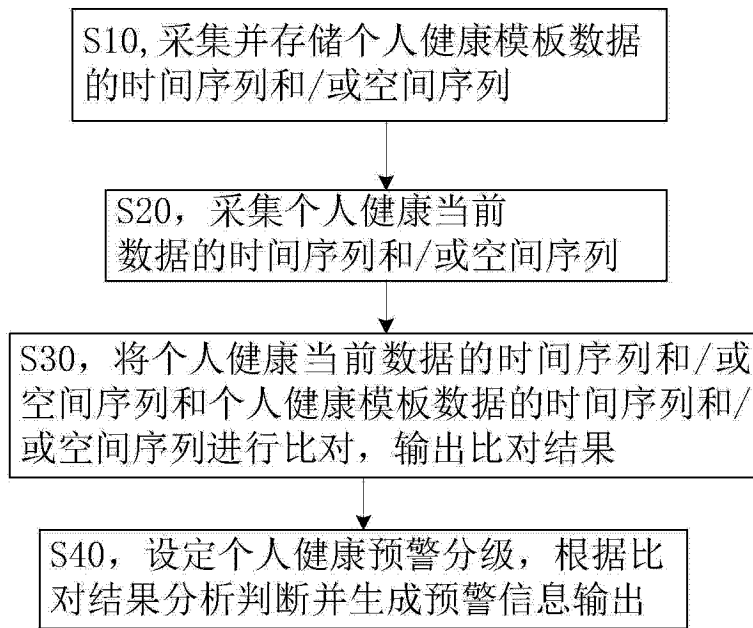 S10,采集并存储个人健康模板数据
的时间序列和/或空间序列
S20，采集个人健康当前
数据的时间序列和/或空间序列
S30，将个人健康当前数据的时间序列和/或
空间序列和个人健康模板数据的时间序列和/
或空间序列进行比对，输出比对结果
S40，设定个人健康预警分级，根据比
对结果分析判断并生成预警信息输出